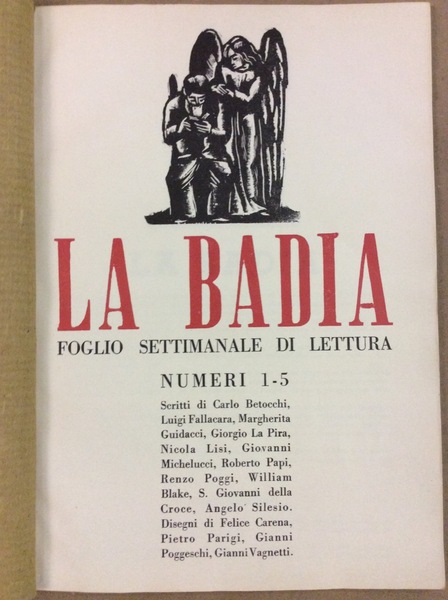 LA BADIA
FOGLIO SETTIMANALE DI LETTURA
NUMERI 1-5
Scritti di Carlo Betocchi,
Luigi Fallacara, Margherita
Guidacci, Giorgio La Pira,
Nicola Lisi, Giovanni
Michelucci, Roberto Papi,
Renzo Poggi, William
Blake, S. Giovanni della
Croce, Angelo Silesio.
Disegni di Felice Carena,
Pietro Parigi, Gianni
Poggeschi, Gianni Vagnetti.